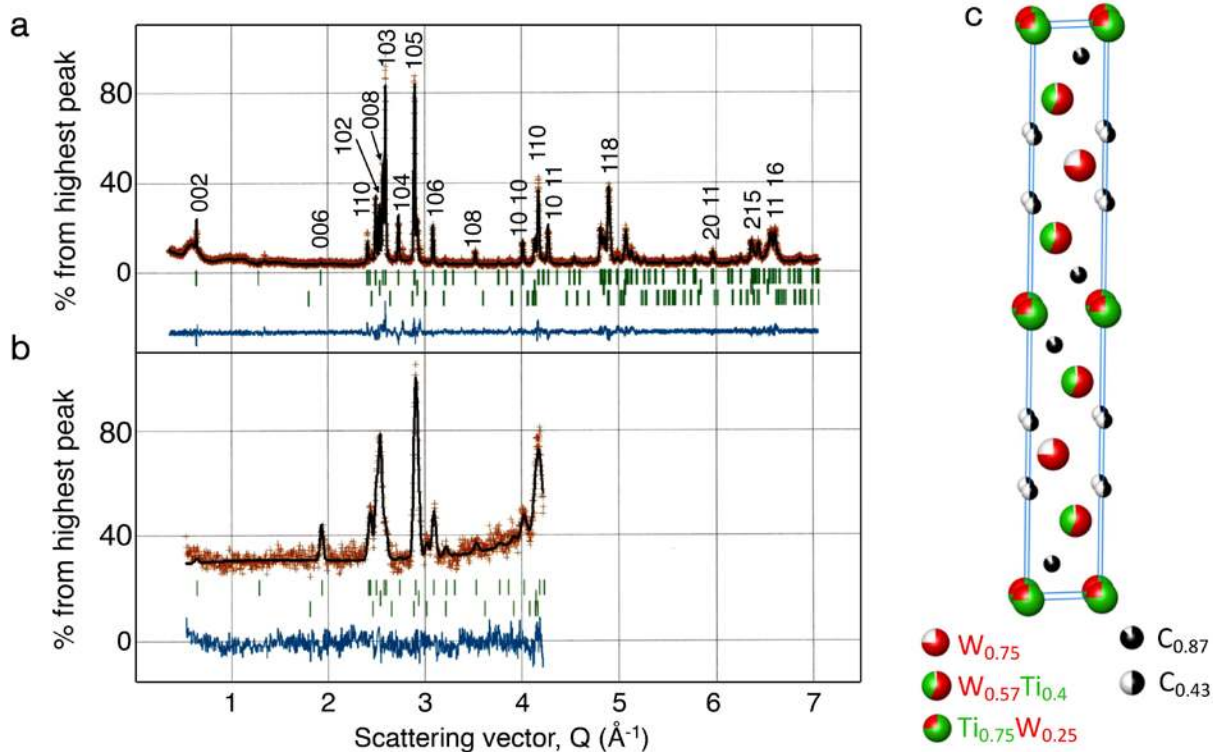 a
% from highest peak
80
40
0
002
006
110
102
008
103
104
105
106
108
10 10
110
10 11
118
20 11
215
11 16
b
% from highest peak
80
40
0
1 2 3 4 5 6 7
Scattering vector, Q (Å⁻¹)
c
W₀.₇₅
C₀.₈₇
W₀.₅₇Ti₀.₄
C₀.₄₃
Ti₀.₇₅W₀.₂₅